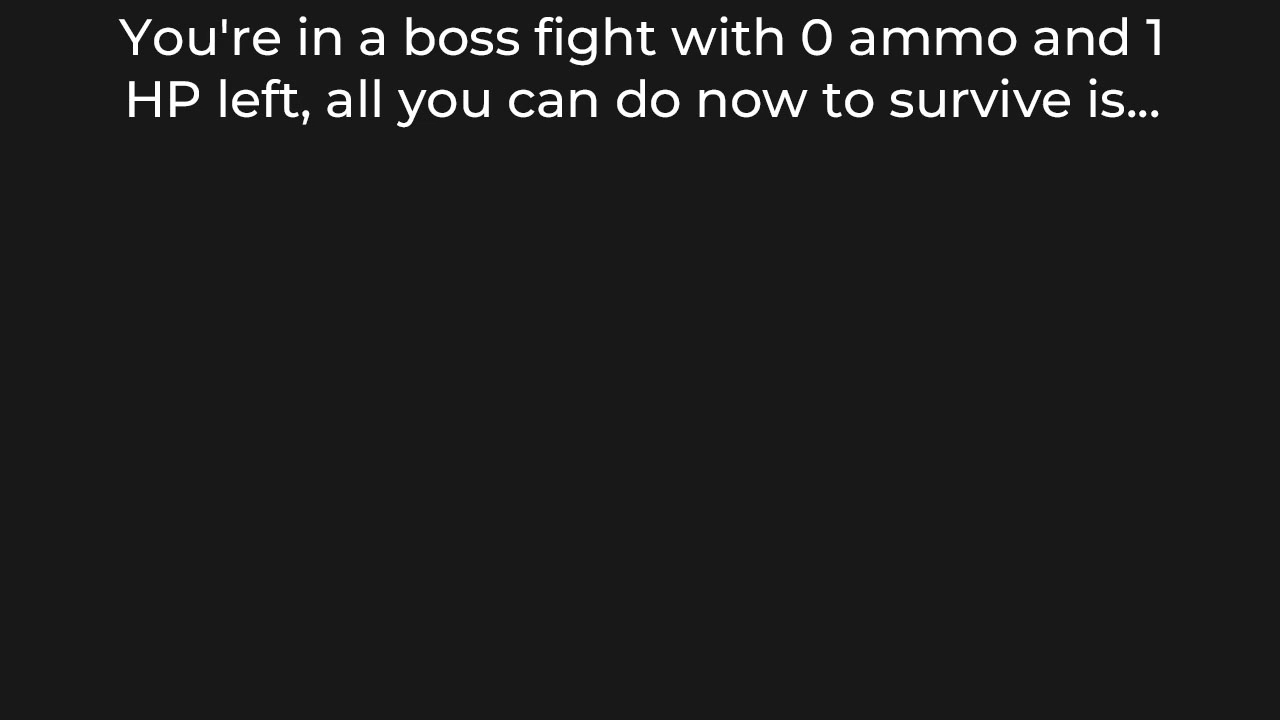 You're in a boss fight with 0 ammo and 1
HP left, all you can do now to survive is...